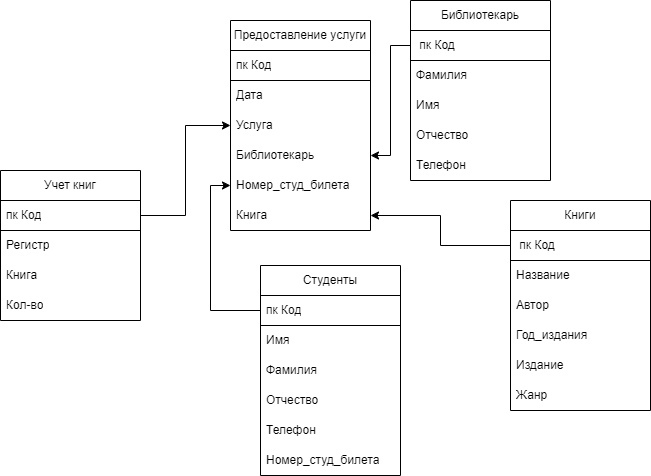 Предоставление услуги
пк Код
Дата
Услуга
Библиотекарь
Номер_студ_билета
Книга
Библиотекарь
пк Код
Фамилия
Имя
Отчество
Телефон
Учет книг
пк Код
Регистр
Книга
Кол-во
Студенты
пк Код
Имя
Фамилия
Отчество
Телефон
Номер_студ_билета
Книги
пк Код
Название
Автор
Год_издания
Издание
Жанр